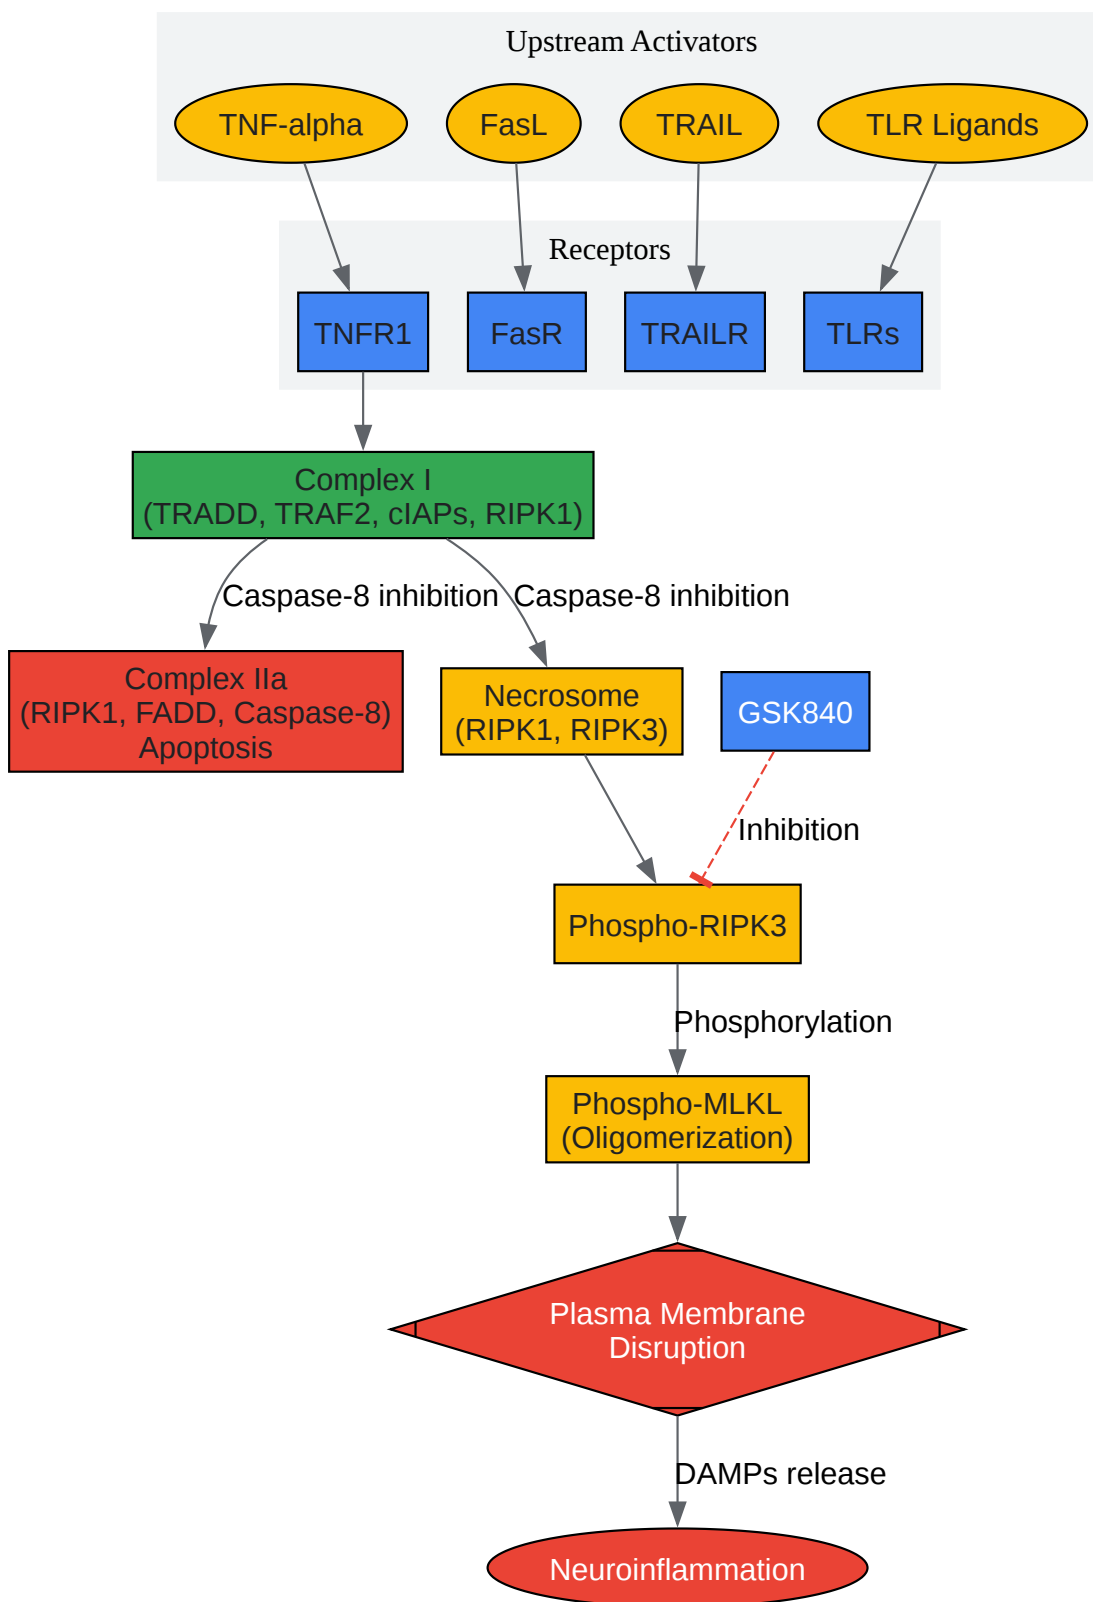 Upstream Activators
TNF-alpha
FasL
TRAIL
TLR Ligands
Receptors
TNFR1
FasR
TRAILR
TLRs
Complex I
(TRADD, TRAF2, cIAPs, RIPK1)
Caspase-8 inhibition
Caspase-8 inhibition
Complex IIa
(RIPK1, FADD, Caspase-8)
Apoptosis
Necrosome
(RIPK1, RIPK3)
GSK840
Inhibition
Phospho-RIPK3
Phosphorylation
Phospho-MLKL
(Oligomerization)
Plasma Membrane
Disruption
DAMPs release
Neuroinflammation